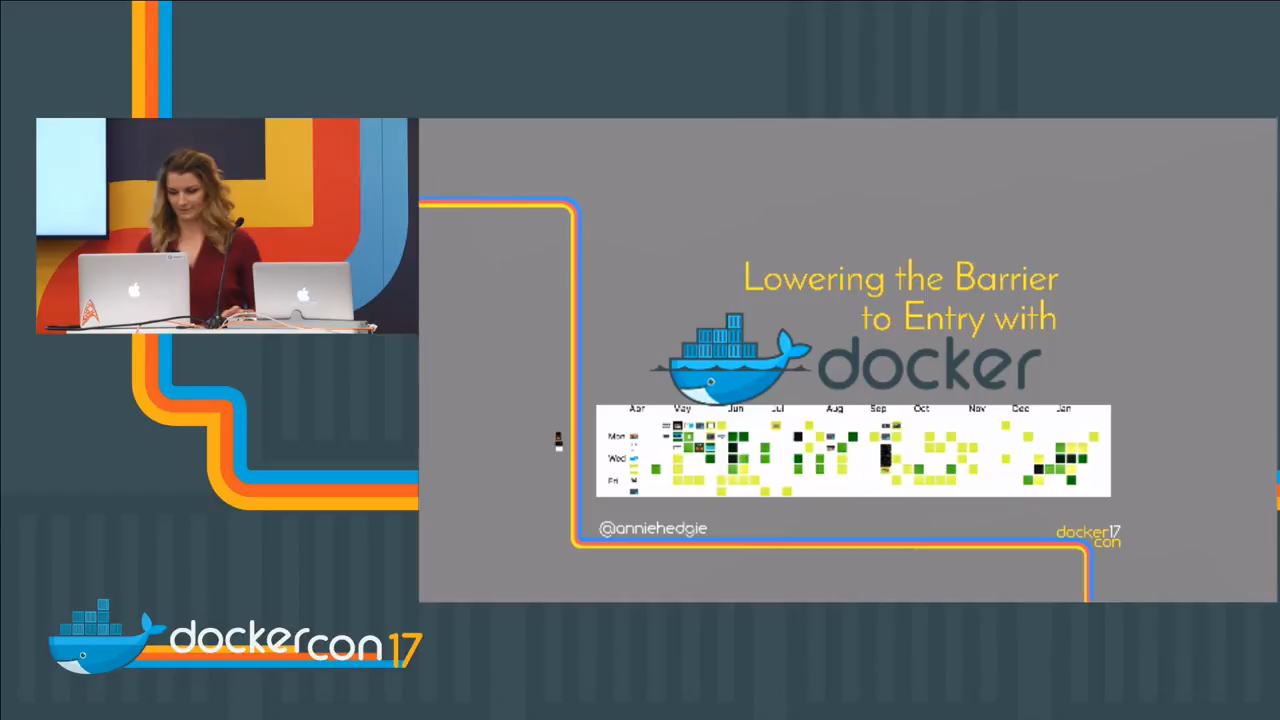 Lowering the Barrier
to Entry with
docker
Apr May Jun Jul Aug Sep Oct Nov Dec Jan
Mon
Wed
Fri
@anniehedgie
docker17
con
dockercon17